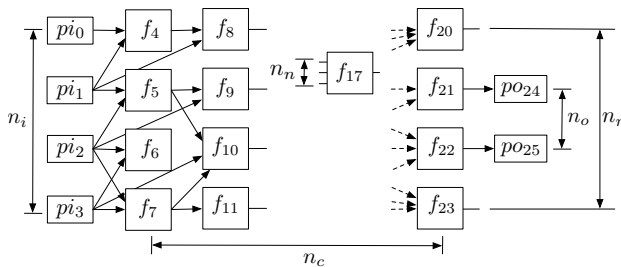 pi₀ f₄ f₈ f₂₀
nₙ f₁₇
pi₁ f₅ f₉ f₂₁ po₂₄
nᵢ nₒ nᵣ
pi₂ f₆ f₁₀ f₂₂ po₂₅
pi₃ f₇ f₁₁ f₂₃
n_c